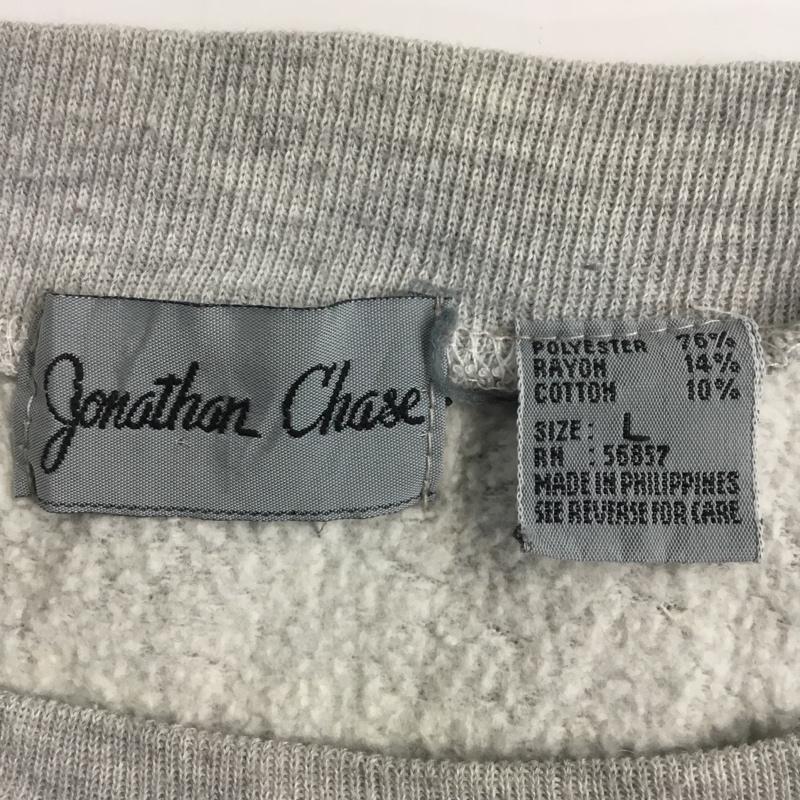 Jonathan Chase
POLYESTER 76%
RAYON 14%
COTTON 10%
SIZE: L
RN : 56857
MADE IN PHILIPPINES
SEE REVERSE FOR CARE